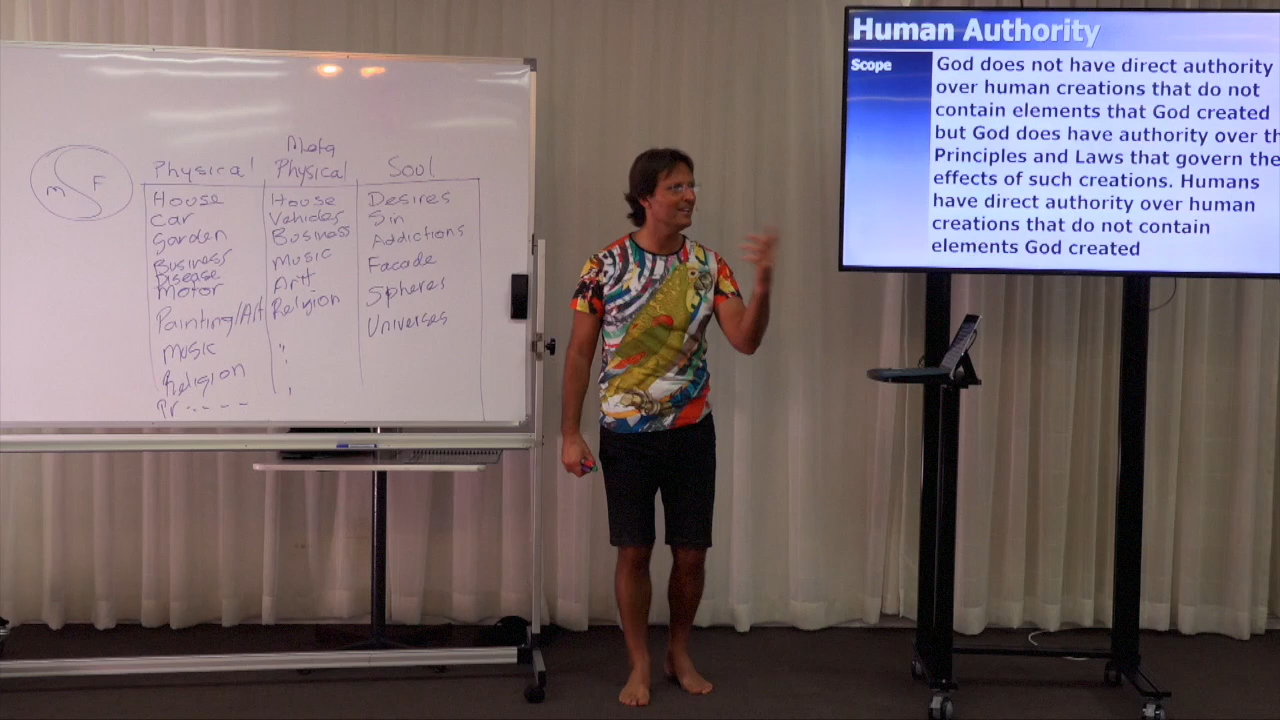 M
F
Physical
Meta Physical
Soul
House
Car
Garden
Business
Disease
Motor
Painting/Art
Music
Religion
Pr.----
House
Vehicles
Business
Music
Art
Religion
"
Desires
Sin
Addictions
Facade
Spheres
Universes
Human Authority
Scope
God does not have direct authority
over human creations that do not
contain elements that God created
but God does have authority over th
Principles and Laws that govern the
effects of such creations. Humans
have direct authority over human
creations that do not contain
elements God created